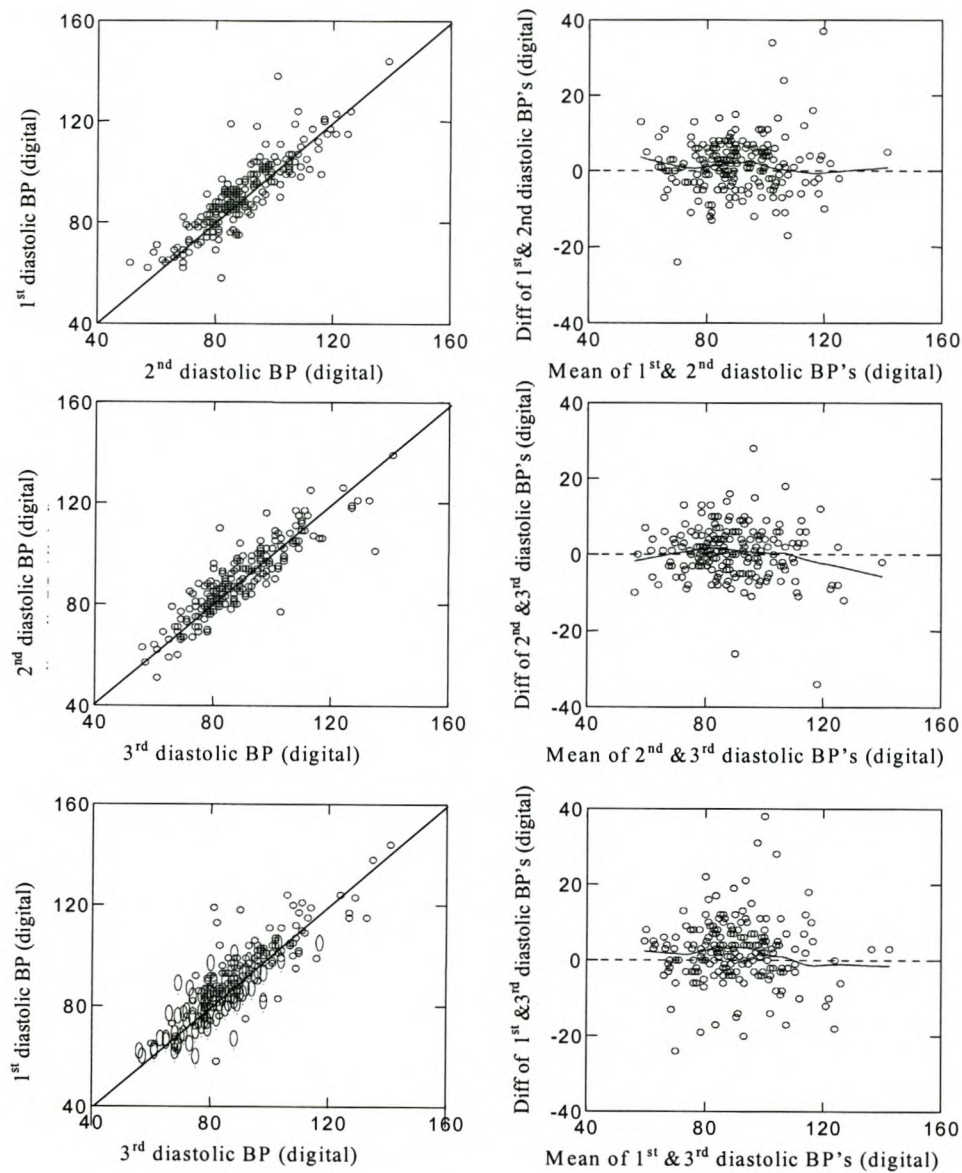 160
120
80
40
40 80 120 160
1st diastolic BP (digital)
2nd diastolic BP (digital)
40
20
0
-20
-40
40 80 120 160
Diff of 1st& 2nd diastolic BP's (digital)
Mean of 1st& 2nd diastolic BP's (digital)
160
120
80
40
40 80 120 160
2nd diastolic BP (digital)
3rd diastolic BP (digital)
40
20
0
-20
-40
40 80 120 160
Diff of 2nd &3rd diastolic BP's (digital)
Mean of 2nd &3rd diastolic BP's (digital)
160
120
80
40
40 80 120 160
1st diastolic BP (digital)
3rd diastolic BP (digital)
40
20
0
-20
-40
40 80 120 160
Diff of 1st &3rd diastolic BP's (digital)
Mean of 1st &3rd diastolic BP's (digital)